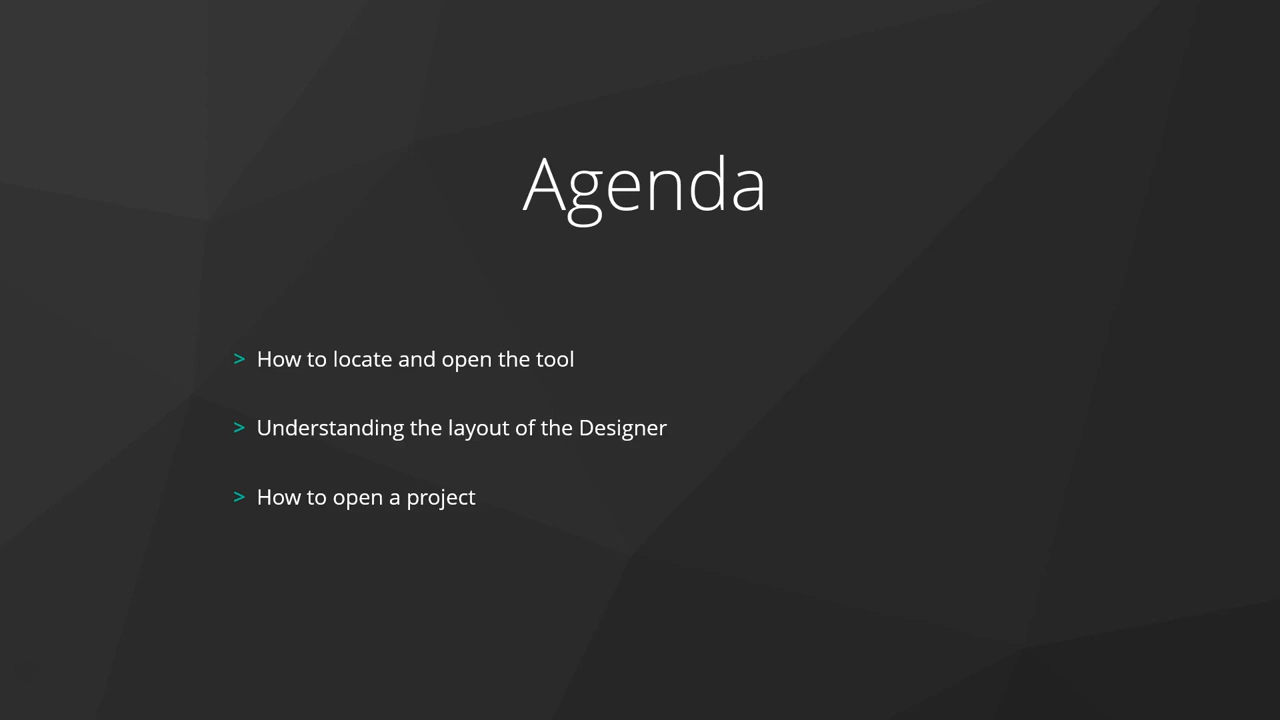 Agenda
> How to locate and open the tool
> Understanding the layout of the Designer
> How to open a project